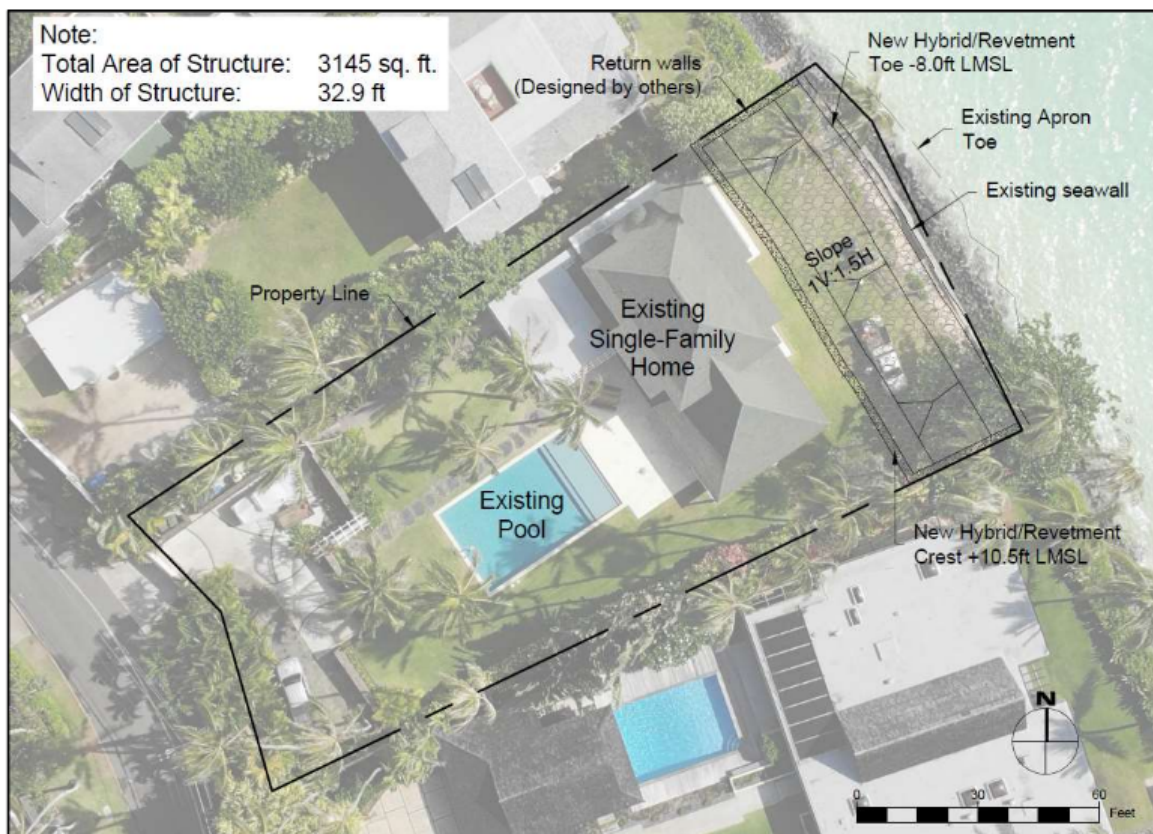 Note:
Total Area of Structure: 3145 sq. ft.
Width of Structure: 32.9 ft
New Hybrid/Revetment
Toe -8.0ft LMSL
Return walls
(Designed by others)
Existing Apron
Toe
Existing seawall
Slope
1V:1.5H
Property Line
Existing
Single-Family
Home
Existing
Pool
New Hybrid/Revetment
Crest +10.5ft LMSL
N
0 30 60
Feet